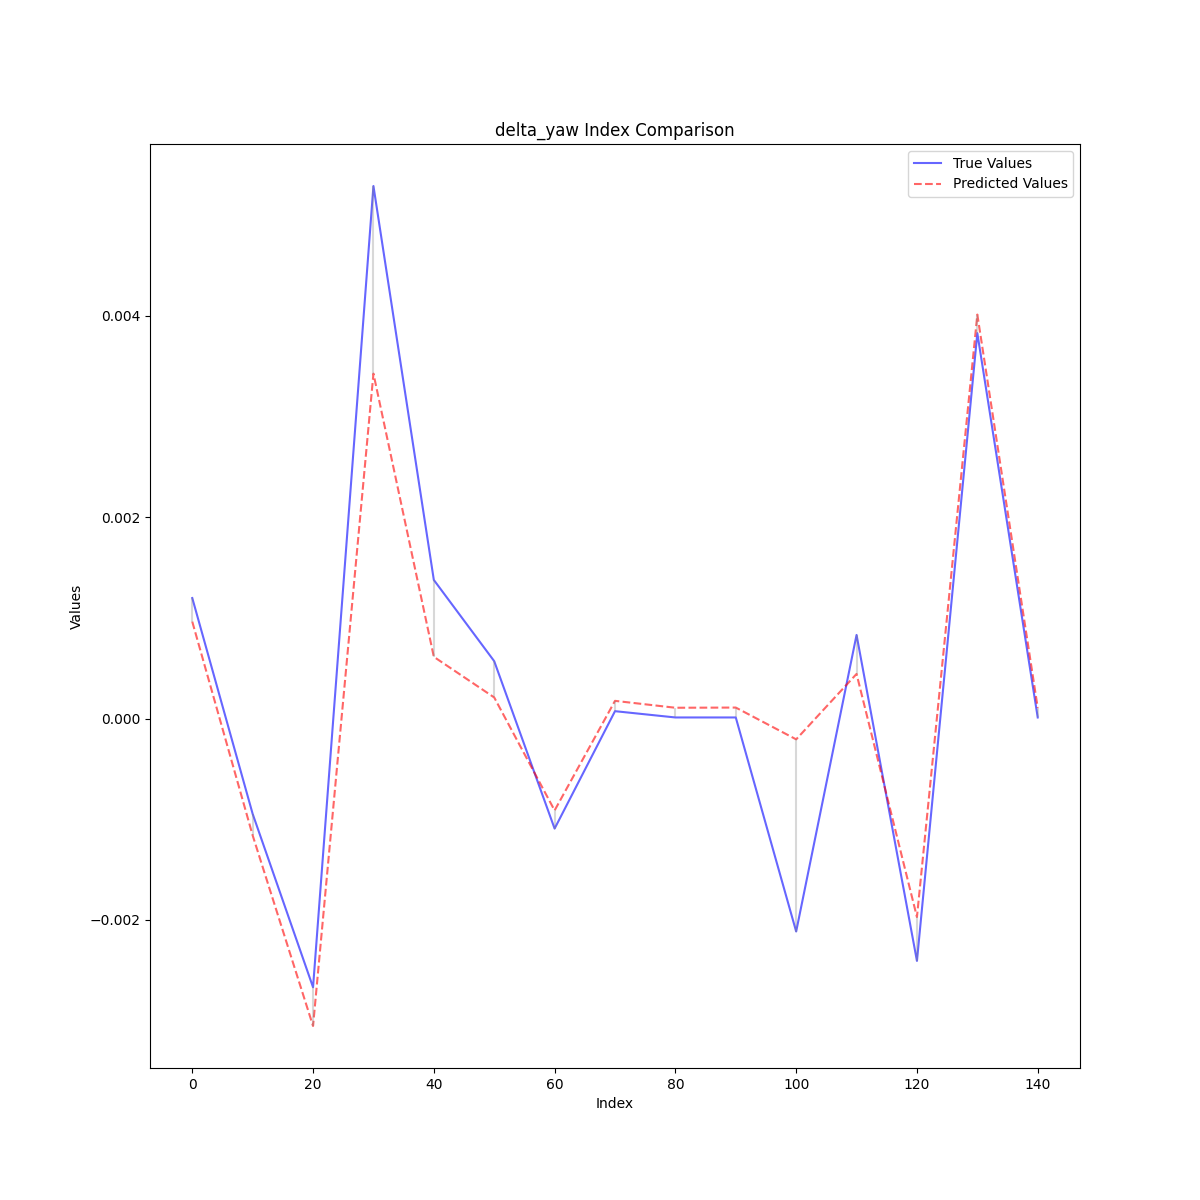 delta_yaw Index Comparison
True Values
Predicted Values
0.004
0.002
0.000
−0.002
Values
0 20 40 60 80 100 120 140
Index